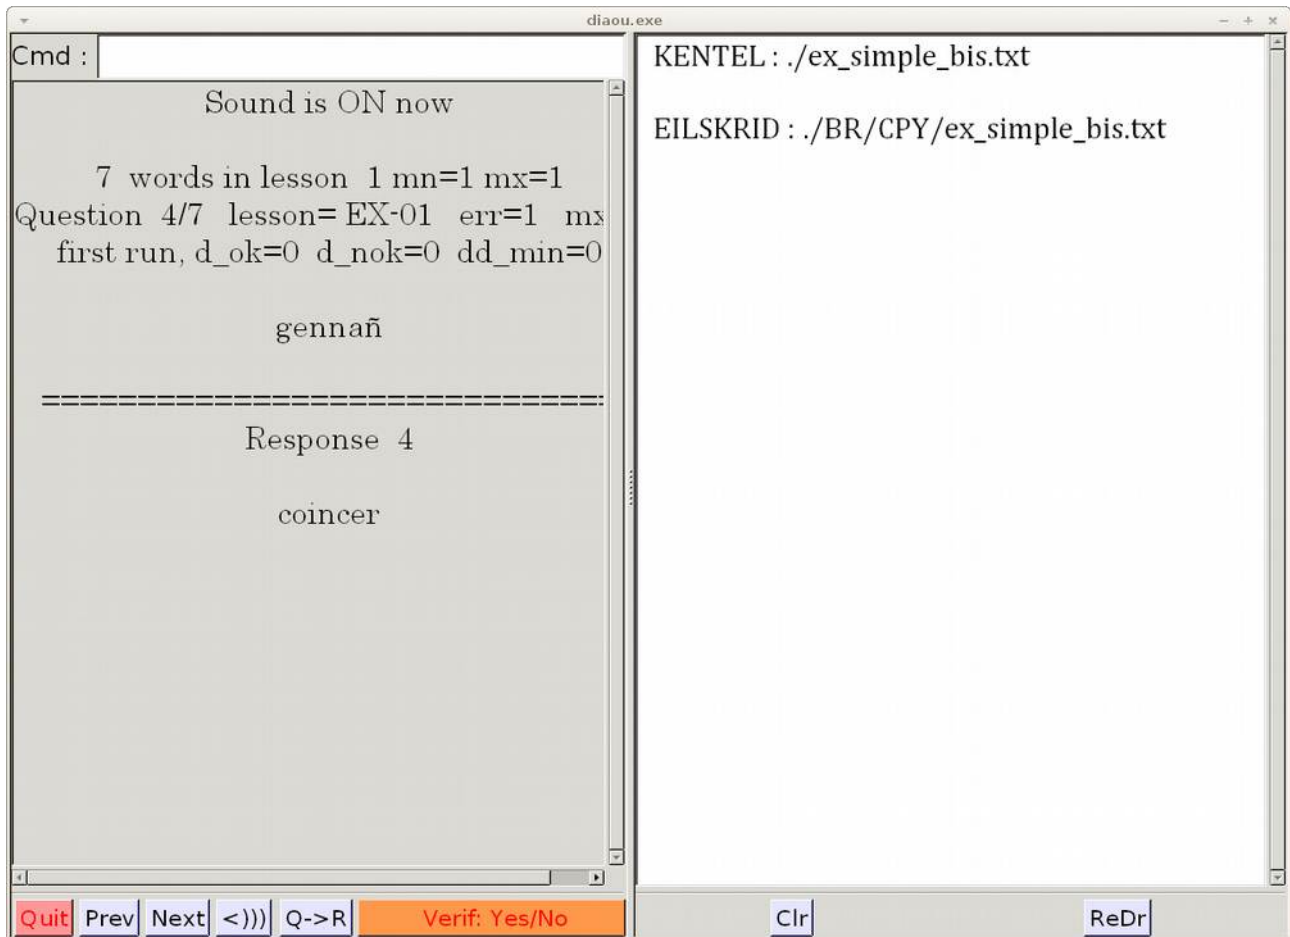 diaou.exe
Cmd :
Sound is ON now
7 words in lesson 1 mn=1 mx=1
Question 4/7 lesson= EX-01 err=1 mx
first run, d_ok=0 d_nok=0 dd_min=0
gennañ
==============================
Response 4
coincer
Quit Prev Next <))) Q->R Verif: Yes/No
KENTEL : ./ex_simple_bis.txt
EILSKRID : ./BR/CPY/ex_simple_bis.txt
Clr ReDr